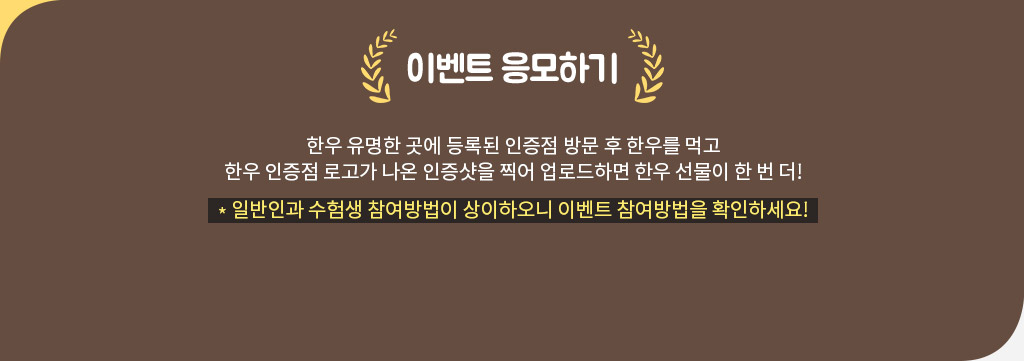 이벤트 응모하기
한우 유명한 곳에 등록된 인증점 방문 후 한우를 먹고
한우 인증점 로고가 나온 인증샷을 찍어 업로드하면 한우 선물이 한 번 더!
* 일반인과 수험생 참여방법이 상이하오니 이벤트 참여방법을 확인하세요!